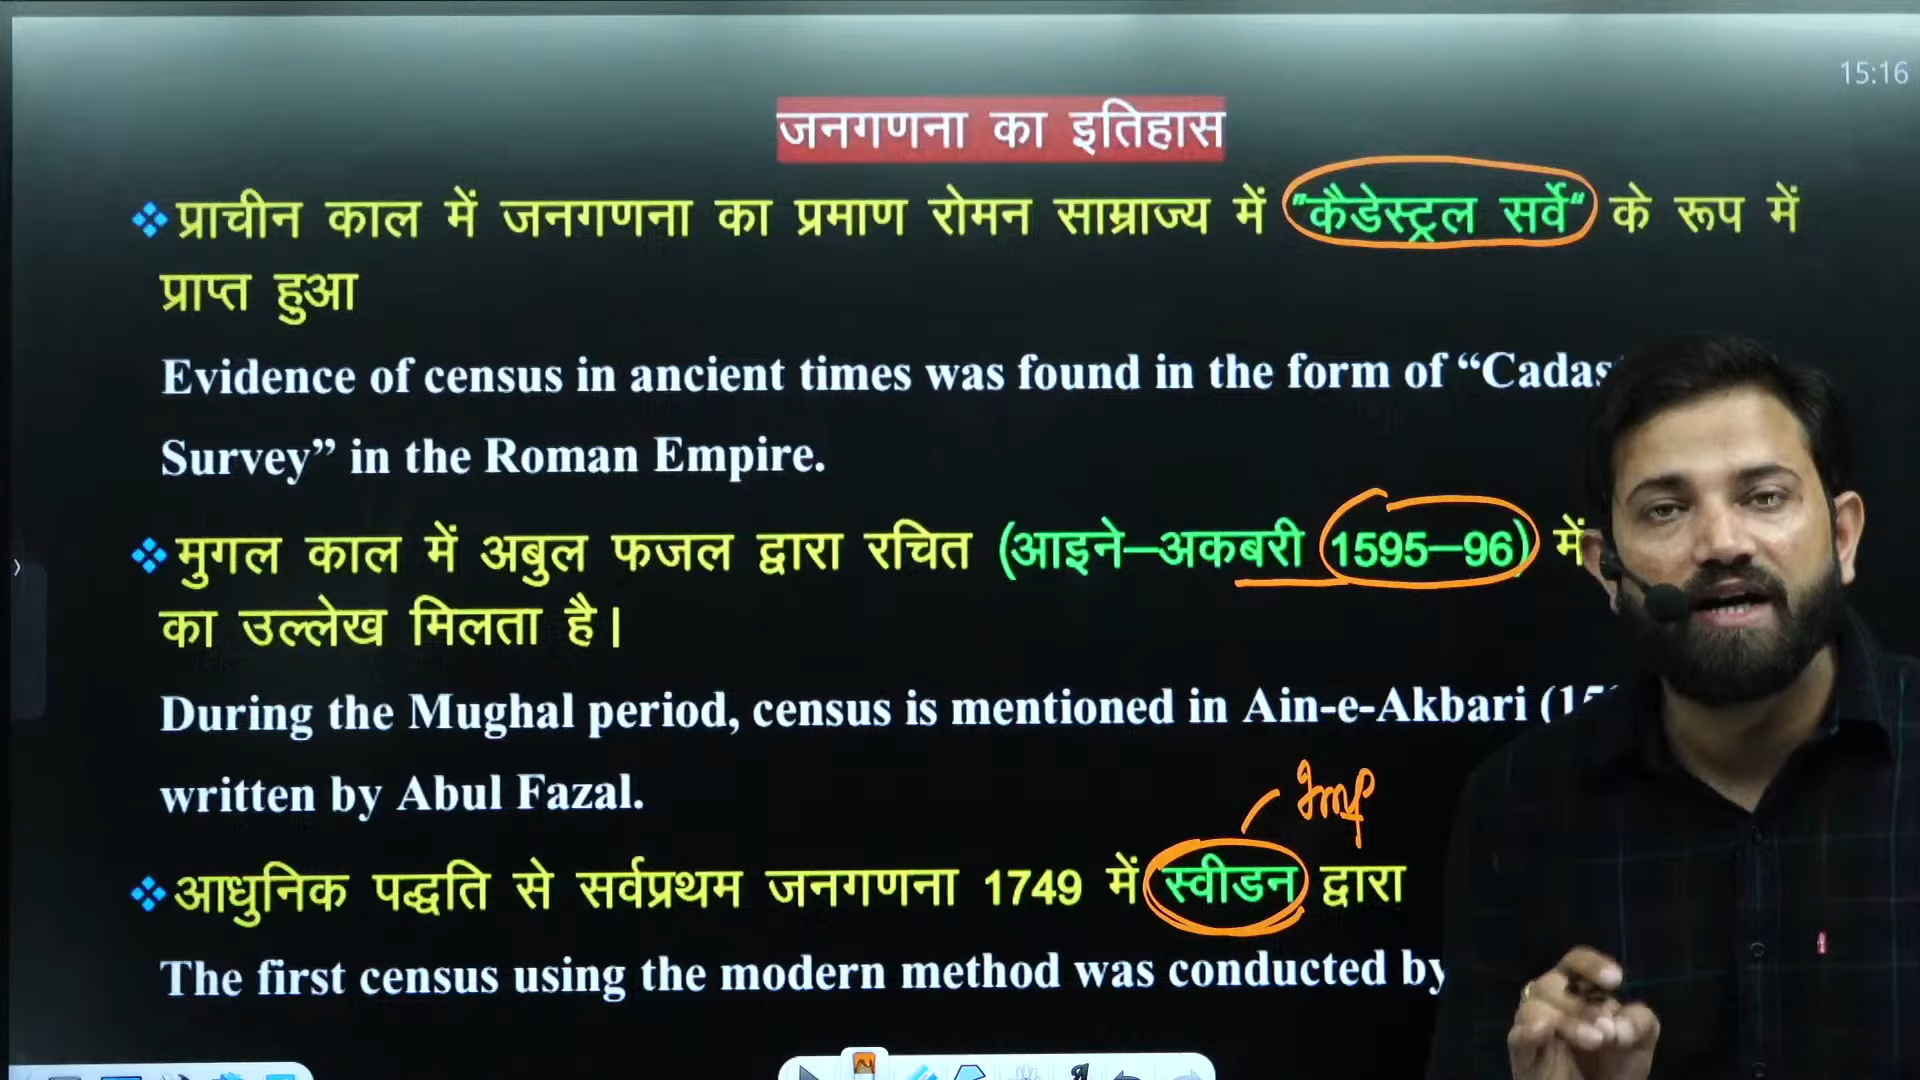 15:16
जनगणना का इतिहास
प्राचीन काल में जनगणना का प्रमाण रोमन साम्राज्य में "कैडेस्ट्रल सर्वे" के रूप में
प्राप्त हुआ
Evidence of census in ancient times was found in the form of “Cadas
Survey” in the Roman Empire.
मुगल काल में अबुल फजल द्वारा रचित (आइने–अकबरी 1595–96) में
का उल्लेख मिलता है।
During the Mughal period, census is mentioned in Ain-e-Akbari
written by Abul Fazal.
Imp
आधुनिक पद्धति से सर्वप्रथम जनगणना 1749 में स्वीडन द्वारा
The first census using the modern method was conducted by